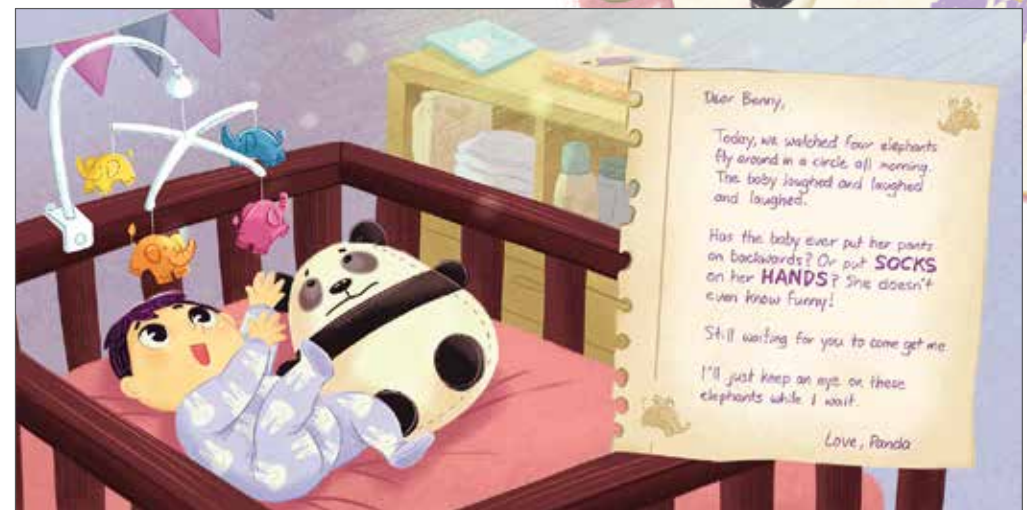 Dear Benny,
Today, we watched four elephants
fly around in a circle all morning.
The baby laughed and laughed
and laughed.
Has the baby ever put her pants
on backwards? Or put SOCKS
on her HANDS? She doesn't
even know funny!
Still waiting for you to come get me
I'll just keep an eye on these
elephants while I wait.
Love, Panda